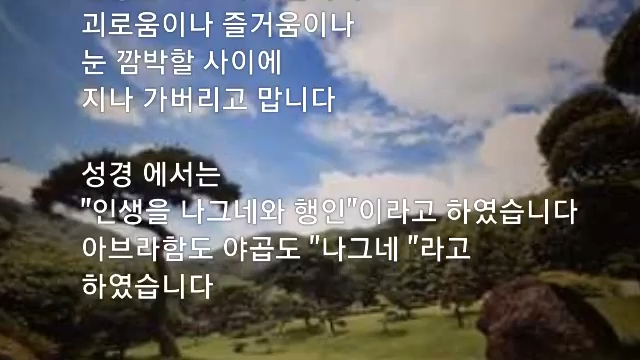 괴로움이나 즐거움이나
눈 깜박할 사이에
지나 가버리고 맙니다
성경 에서는
"인생을 나그네와 행인"이라고 하였습니다
아브라함도 야곱도 "나그네 "라고
하였습니다